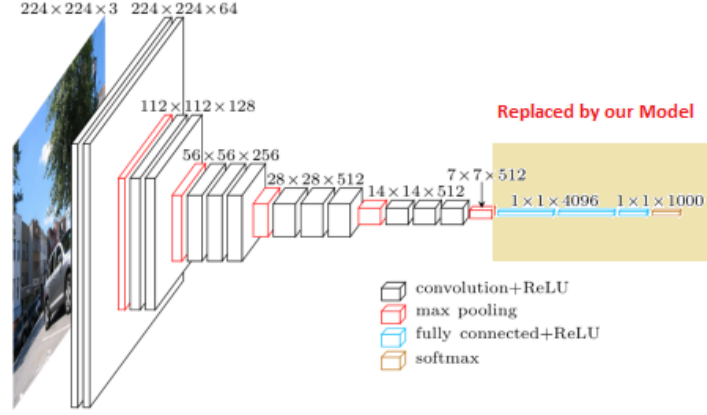 224×224×3
224×224×64
112×112×128
56×56×256
28×28×512
14×14×512
7×7×512
Replaced by our Model
1×1×4096
1×1×1000
convolution+ReLU
max pooling
fully connected+ReLU
softmax